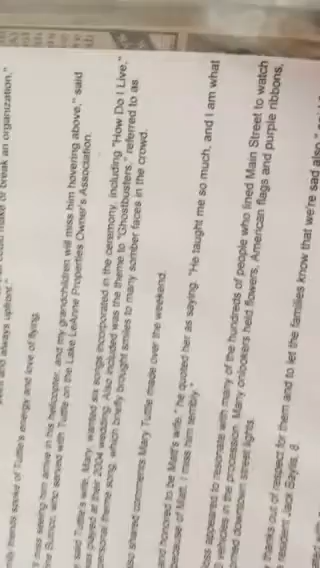 could make or break an organization,"
and always upfront."
friends spoke of Tuttle's energy and love of flying.
miss seeing him arrive in his helicopter, and my grandchildren will miss him hovering above," said
Bunce, who served with Tuttle on the Lake LeAnne Properties Owner's Association.
said Tuttle's wife, Mary, wanted six songs incorporated in the ceremony, including "How Do I Live,"
played at their 2004 wedding. Also included was the theme to "Ghostbusters," referred to as
personal theme song, which briefly brought smiles to many somber faces in the crowd.
also shared comments Mary Tuttle made over the weekend.
and honored to be Matt's wife," he quoted her as saying. "He taught me so much, and I am what
because of Matt. I miss him terribly."
loss appeared to resonate with many of the hundreds of people who lined Main Street to watch
vehicles in the procession. Many onlookers held flowers, American flags and purple ribbons,
downtown street lights.
thanks out of respect for them and to let the families know that we're sad also,"
resident Jack Bayliss, 8